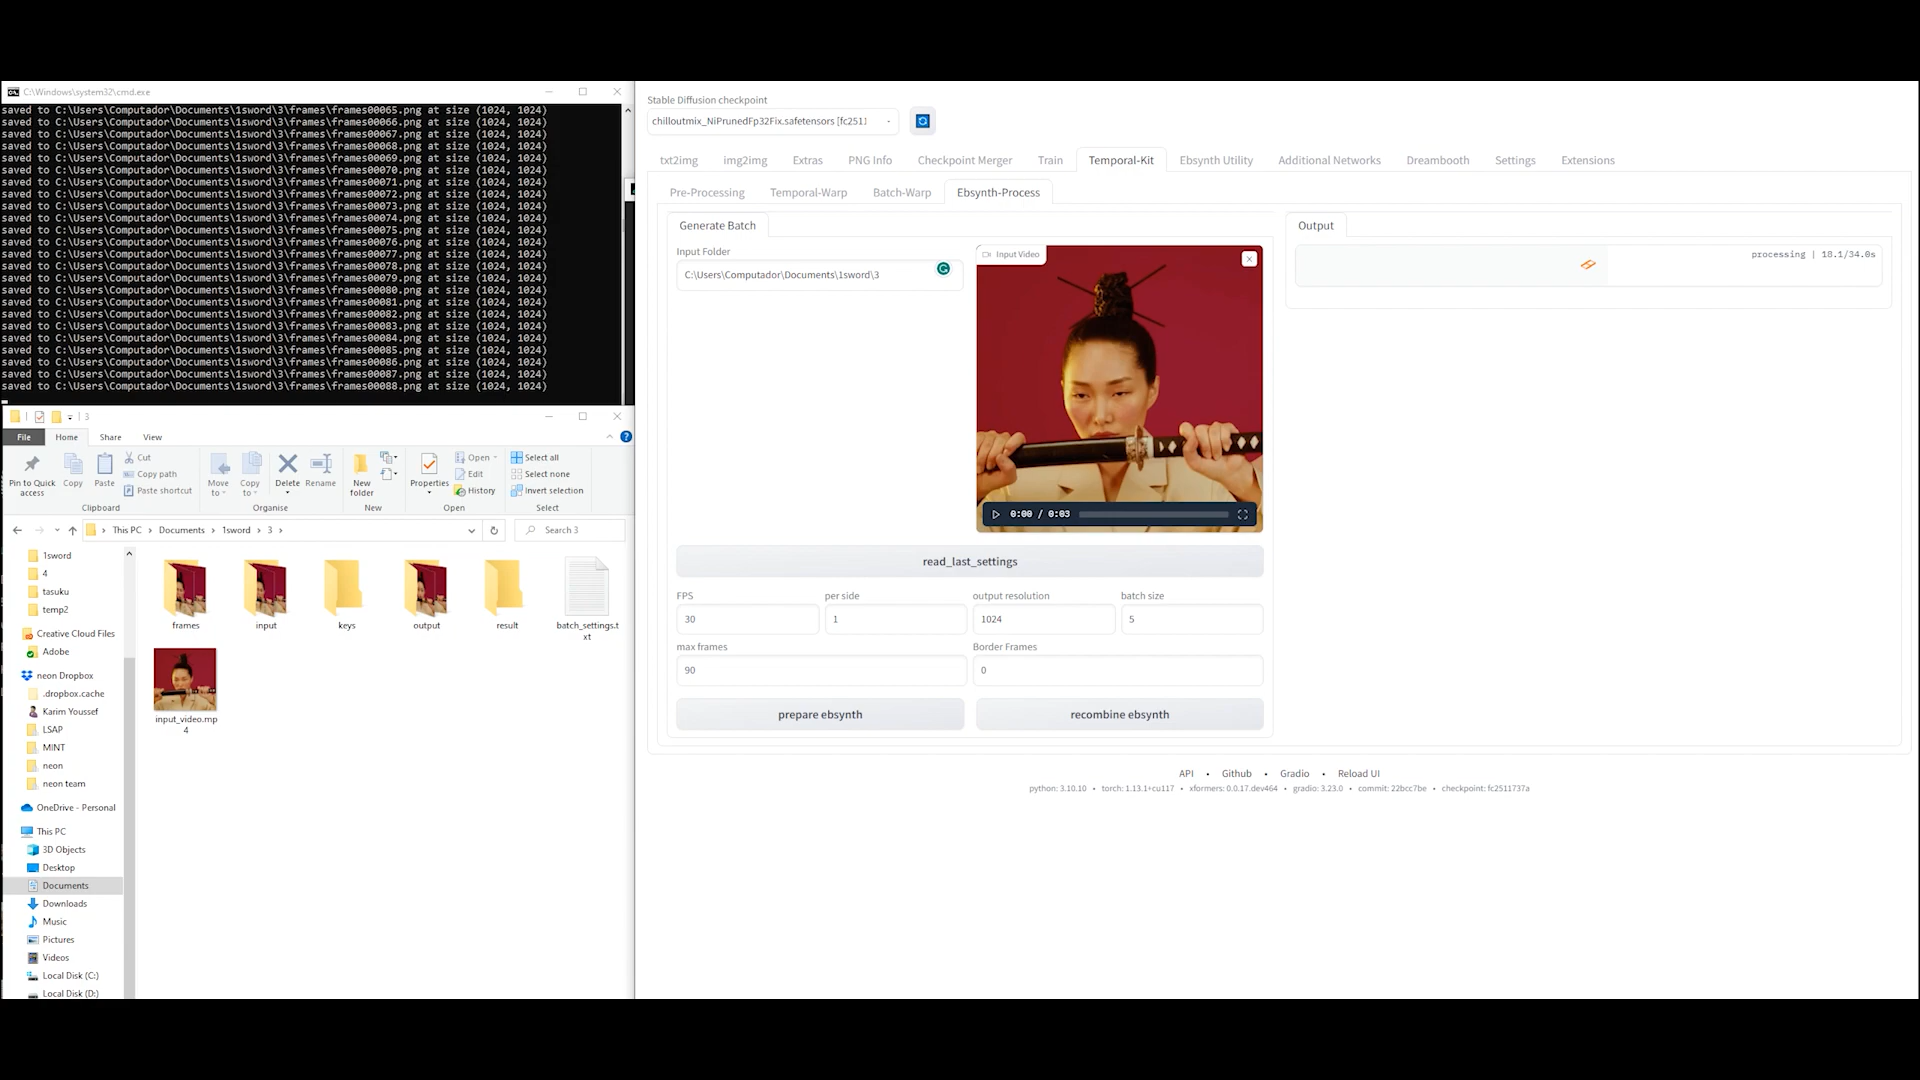 C:\Windows\system32\cmd.exe
saved to C:\Users\Computador\Documents\1sword\3\frames\frames00065.png at size (1024, 1024)
saved to C:\Users\Computador\Documents\1sword\3\frames\frames00066.png at size (1024, 1024)
saved to C:\Users\Computador\Documents\1sword\3\frames\frames00067.png at size (1024, 1024)
saved to C:\Users\Computador\Documents\1sword\3\frames\frames00068.png at size (1024, 1024)
saved to C:\Users\Computador\Documents\1sword\3\frames\frames00069.png at size (1024, 1024)
saved to C:\Users\Computador\Documents\1sword\3\frames\frames00070.png at size (1024, 1024)
saved to C:\Users\Computador\Documents\1sword\3\frames\frames00071.png at size (1024, 1024)
saved to C:\Users\Computador\Documents\1sword\3\frames\frames00072.png at size (1024, 1024)
saved to C:\Users\Computador\Documents\1sword\3\frames\frames00073.png at size (1024, 1024)
saved to C:\Users\Computador\Documents\1sword\3\frames\frames00074.png at size (1024, 1024)
saved to C:\Users\Computador\Documents\1sword\3\frames\frames00075.png at size (1024, 1024)
saved to C:\Users\Computador\Documents\1sword\3\frames\frames00076.png at size (1024, 1024)
saved to C:\Users\Computador\Documents\1sword\3\frames\frames00077.png at size (1024, 1024)
saved to C:\Users\Computador\Documents\1sword\3\frames\frames00078.png at size (1024, 1024)
saved to C:\Users\Computador\Documents\1sword\3\frames\frames00079.png at size (1024, 1024)
saved to C:\Users\Computador\Documents\1sword\3\frames\frames00080.png at size (1024, 1024)
saved to C:\Users\Computador\Documents\1sword\3\frames\frames00081.png at size (1024, 1024)
saved to C:\Users\Computador\Documents\1sword\3\frames\frames00082.png at size (1024, 1024)
saved to C:\Users\Computador\Documents\1sword\3\frames\frames00083.png at size (1024, 1024)
saved to C:\Users\Computador\Documents\1sword\3\frames\frames00084.png at size (1024, 1024)
saved to C:\Users\Computador\Documents\1sword\3\frames\frames00085.png at size (1024, 1024)
saved to C:\Users\Computador\Documents\1sword\3\frames\frames00086.png at size (1024, 1024)
saved to C:\Users\Computador\Documents\1sword\3\frames\frames00087.png at size (1024, 1024)
saved to C:\Users\Computador\Documents\1sword\3\frames\frames00088.png at size (1024, 1024)
3
File Home Share View
Pin to Quick access
Copy
Paste
Cut
Copy path
Paste shortcut
Clipboard
Move to
Copy to
Delete
Rename
Organise
New folder
New
Properties
Open
Edit
History
Open
Select all
Select none
Invert selection
Select
This PC Documents 1sword 3
Search 3
1sword
4
tasuku
temp2
Creative Cloud Files
Adobe
neon Dropbox
.dropbox.cache
Karim Youssef
LSAP
MINT
neon
neon team
OneDrive - Personal
This PC
3D Objects
Desktop
Documents
Downloads
Music
Pictures
Videos
Local Disk (C:)
Local Disk (D:)
frames
input
keys
output
result
batch_settings.t
xt
input_video.mp
4
Stable Diffusion checkpoint
chilloutmix_NiPrunedFp32Fix.safetensors [fc2511
txt2img img2img Extras PNG Info Checkpoint Merger Train Temporal-Kit Ebsynth Utility Additional Networks Dreambooth Settings Extensions
Pre-Processing Temporal-Warp Batch-Warp Ebsynth-Process
Generate Batch
Input Folder
C:\Users\Computador\Documents\1sword\3
Input Video
0:00 / 0:03
read_last_settings
FPS
30
per side
1
output resolution
1024
batch size
5
max frames
90
Border Frames
0
prepare ebsynth
recombine ebsynth
Output
processing | 18.1/34.0s
API • Github • Gradio • Reload UI
python: 3.10.10 • torch: 1.13.1+cu117 • xformers: 0.0.17.dev464 • gradio: 3.23.0 • commit: 22bcc7be • checkpoint: fc2511737a